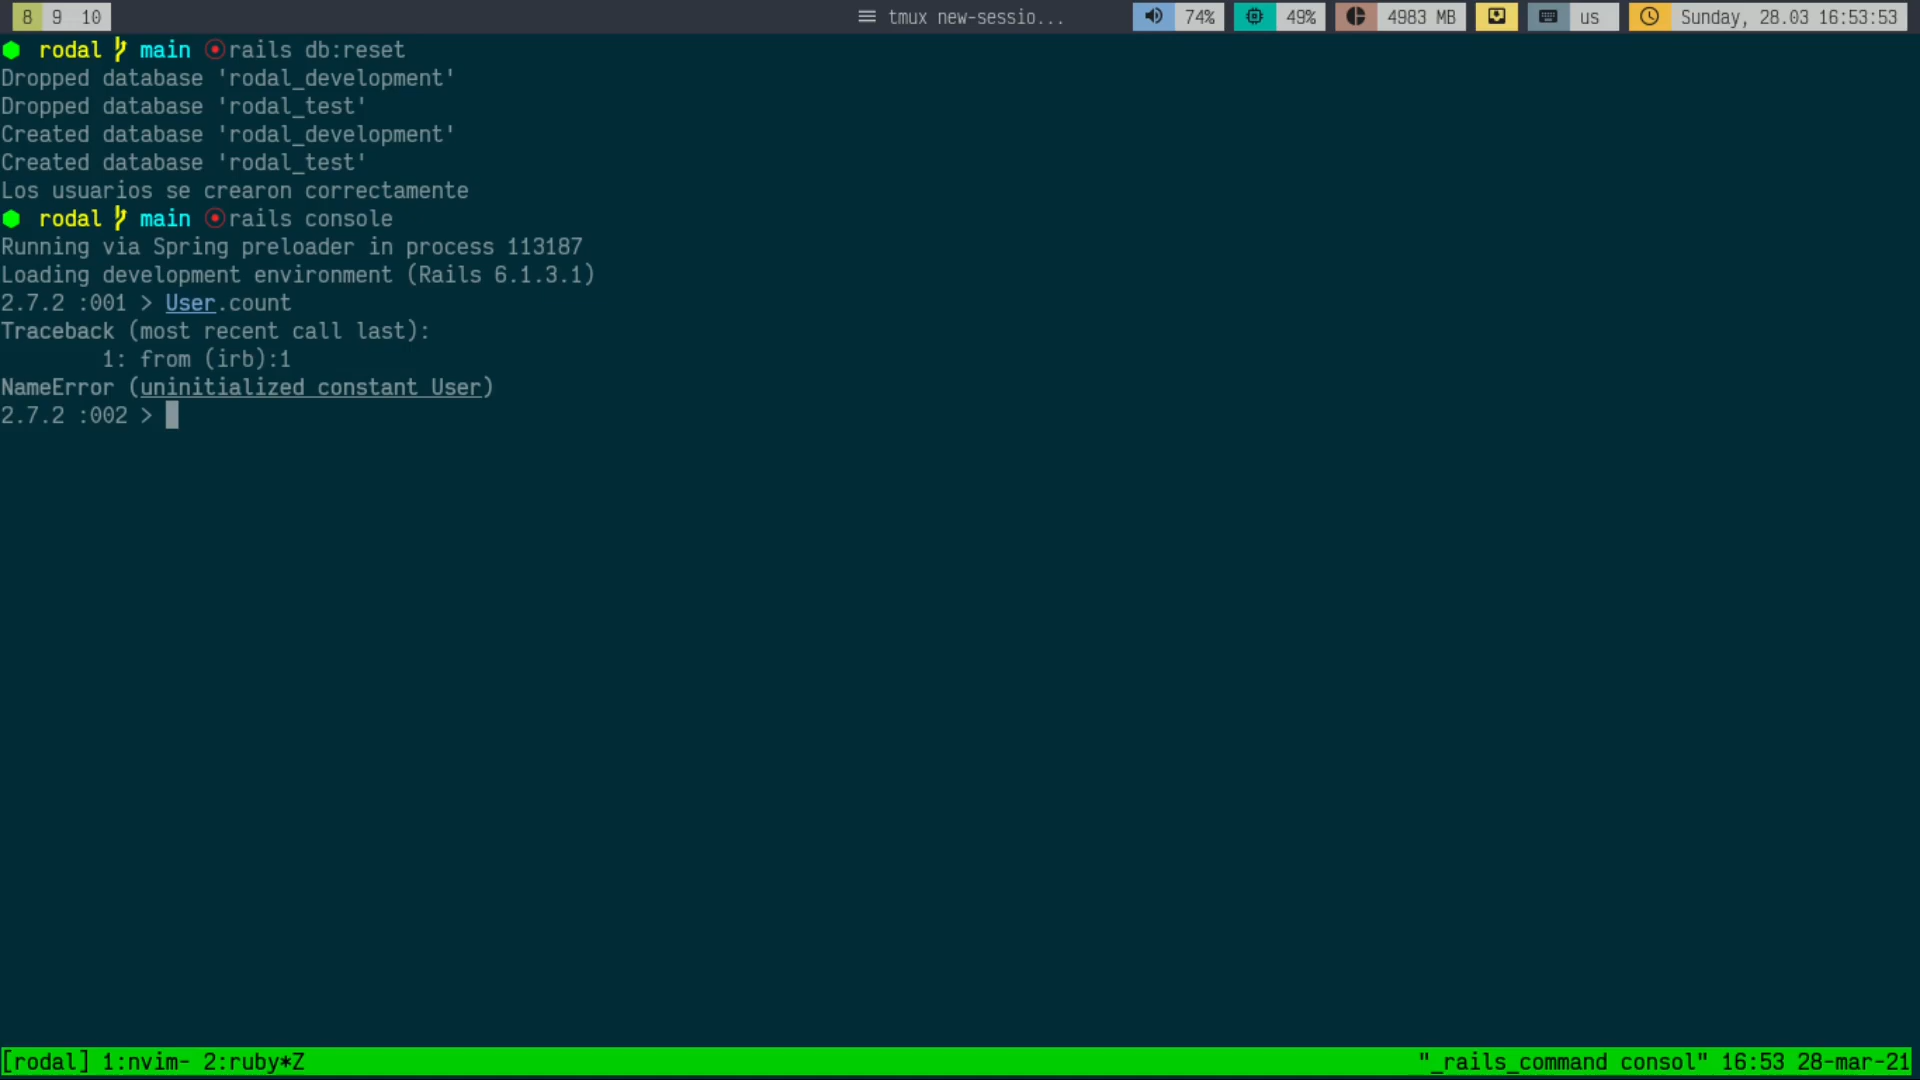 8 9 10 tmux new-sessio... 74% 49% 4983 MB us Sunday, 28.03 16:53:53
rodal main rails db:reset
Dropped database 'rodal_development'
Dropped database 'rodal_test'
Created database 'rodal_development'
Created database 'rodal_test'
Los usuarios se crearon correctamente
rodal main rails console
Running via Spring preloader in process 113187
Loading development environment (Rails 6.1.3.1)
2.7.2 :001 > User.count
Traceback (most recent call last):
        1: from (irb):1
NameError (uninitialized constant User)
2.7.2 :002 >
[rodal] 1:nvim- 2:ruby*Z "_rails_command consol" 16:53 28-mar-21